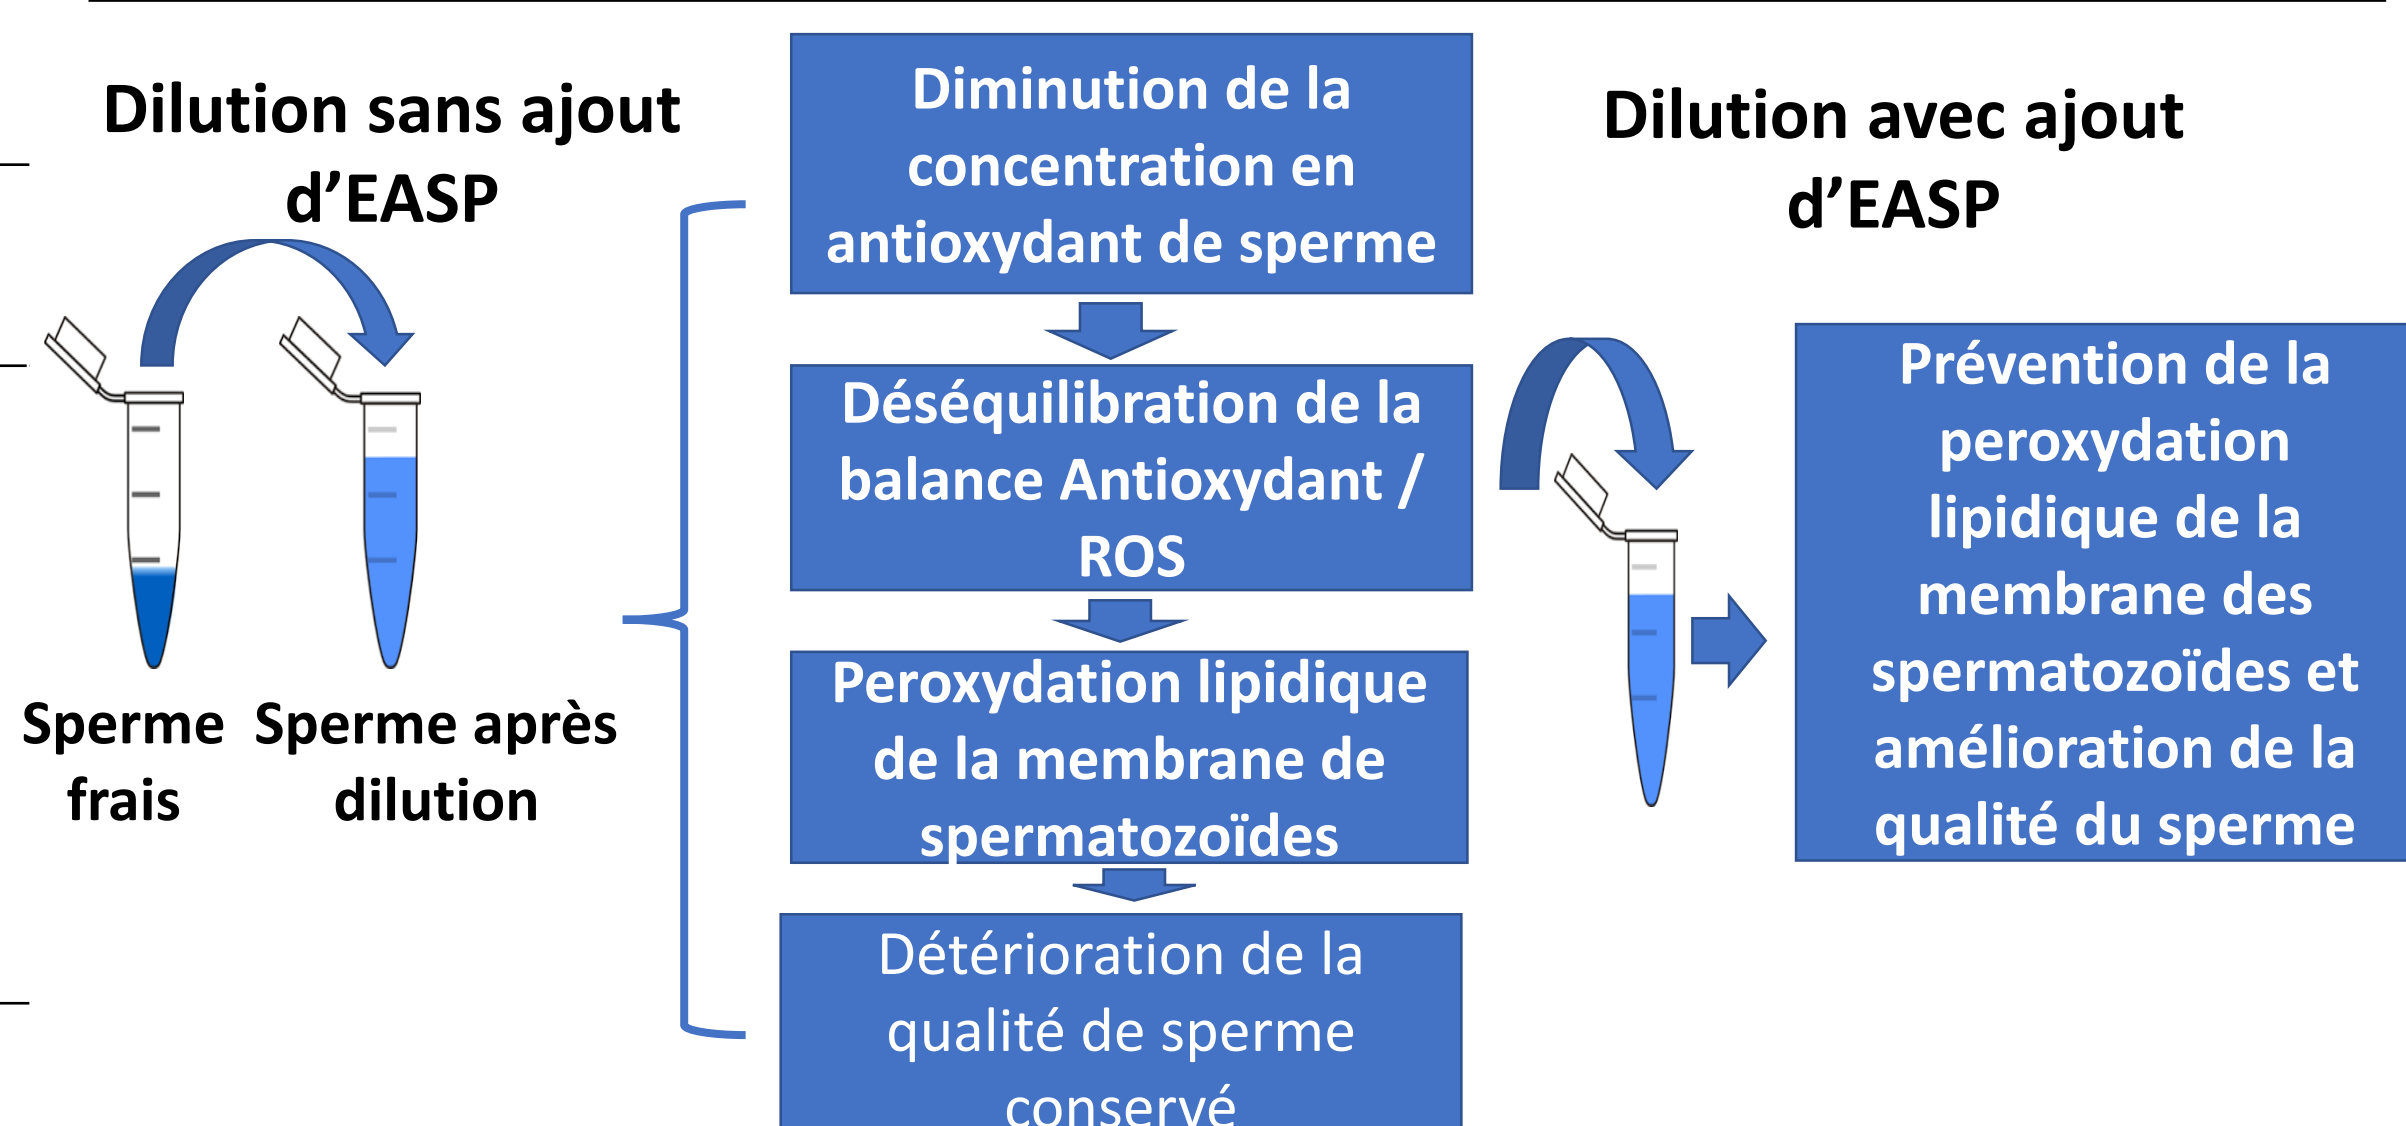 Dilution sans ajout
d’EASP
Sperme
frais
Sperme après
dilution
Diminution de la
concentration en
antioxydant de sperme
Déséquilibration de la
balance Antioxydant /
ROS
Peroxydation lipidique
de la membrane de
spermatozoïdes
Détérioration de la
qualité de sperme
conservé
Dilution avec ajout
d’EASP
Prévention de la
peroxydation
lipidique de la
membrane des
spermatozoïdes et
amélioration de la
qualité du sperme